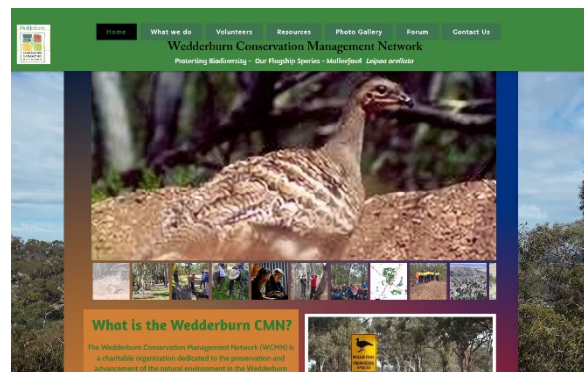 Wedderburn
Home What we do Volunteers Resources Photo Gallery Forum Contact Us
Wedderburn Conservation Management Network
Protecting Biodiversity - Our Flagship Species - Malleefowl Leipoa ocellata
What is the Wedderburn CMN?
The Wedderburn Conservation Management Network (WCMN) is
a charitable organization dedicated to the preservation and
advancement of the natural environment in the Wedderburn